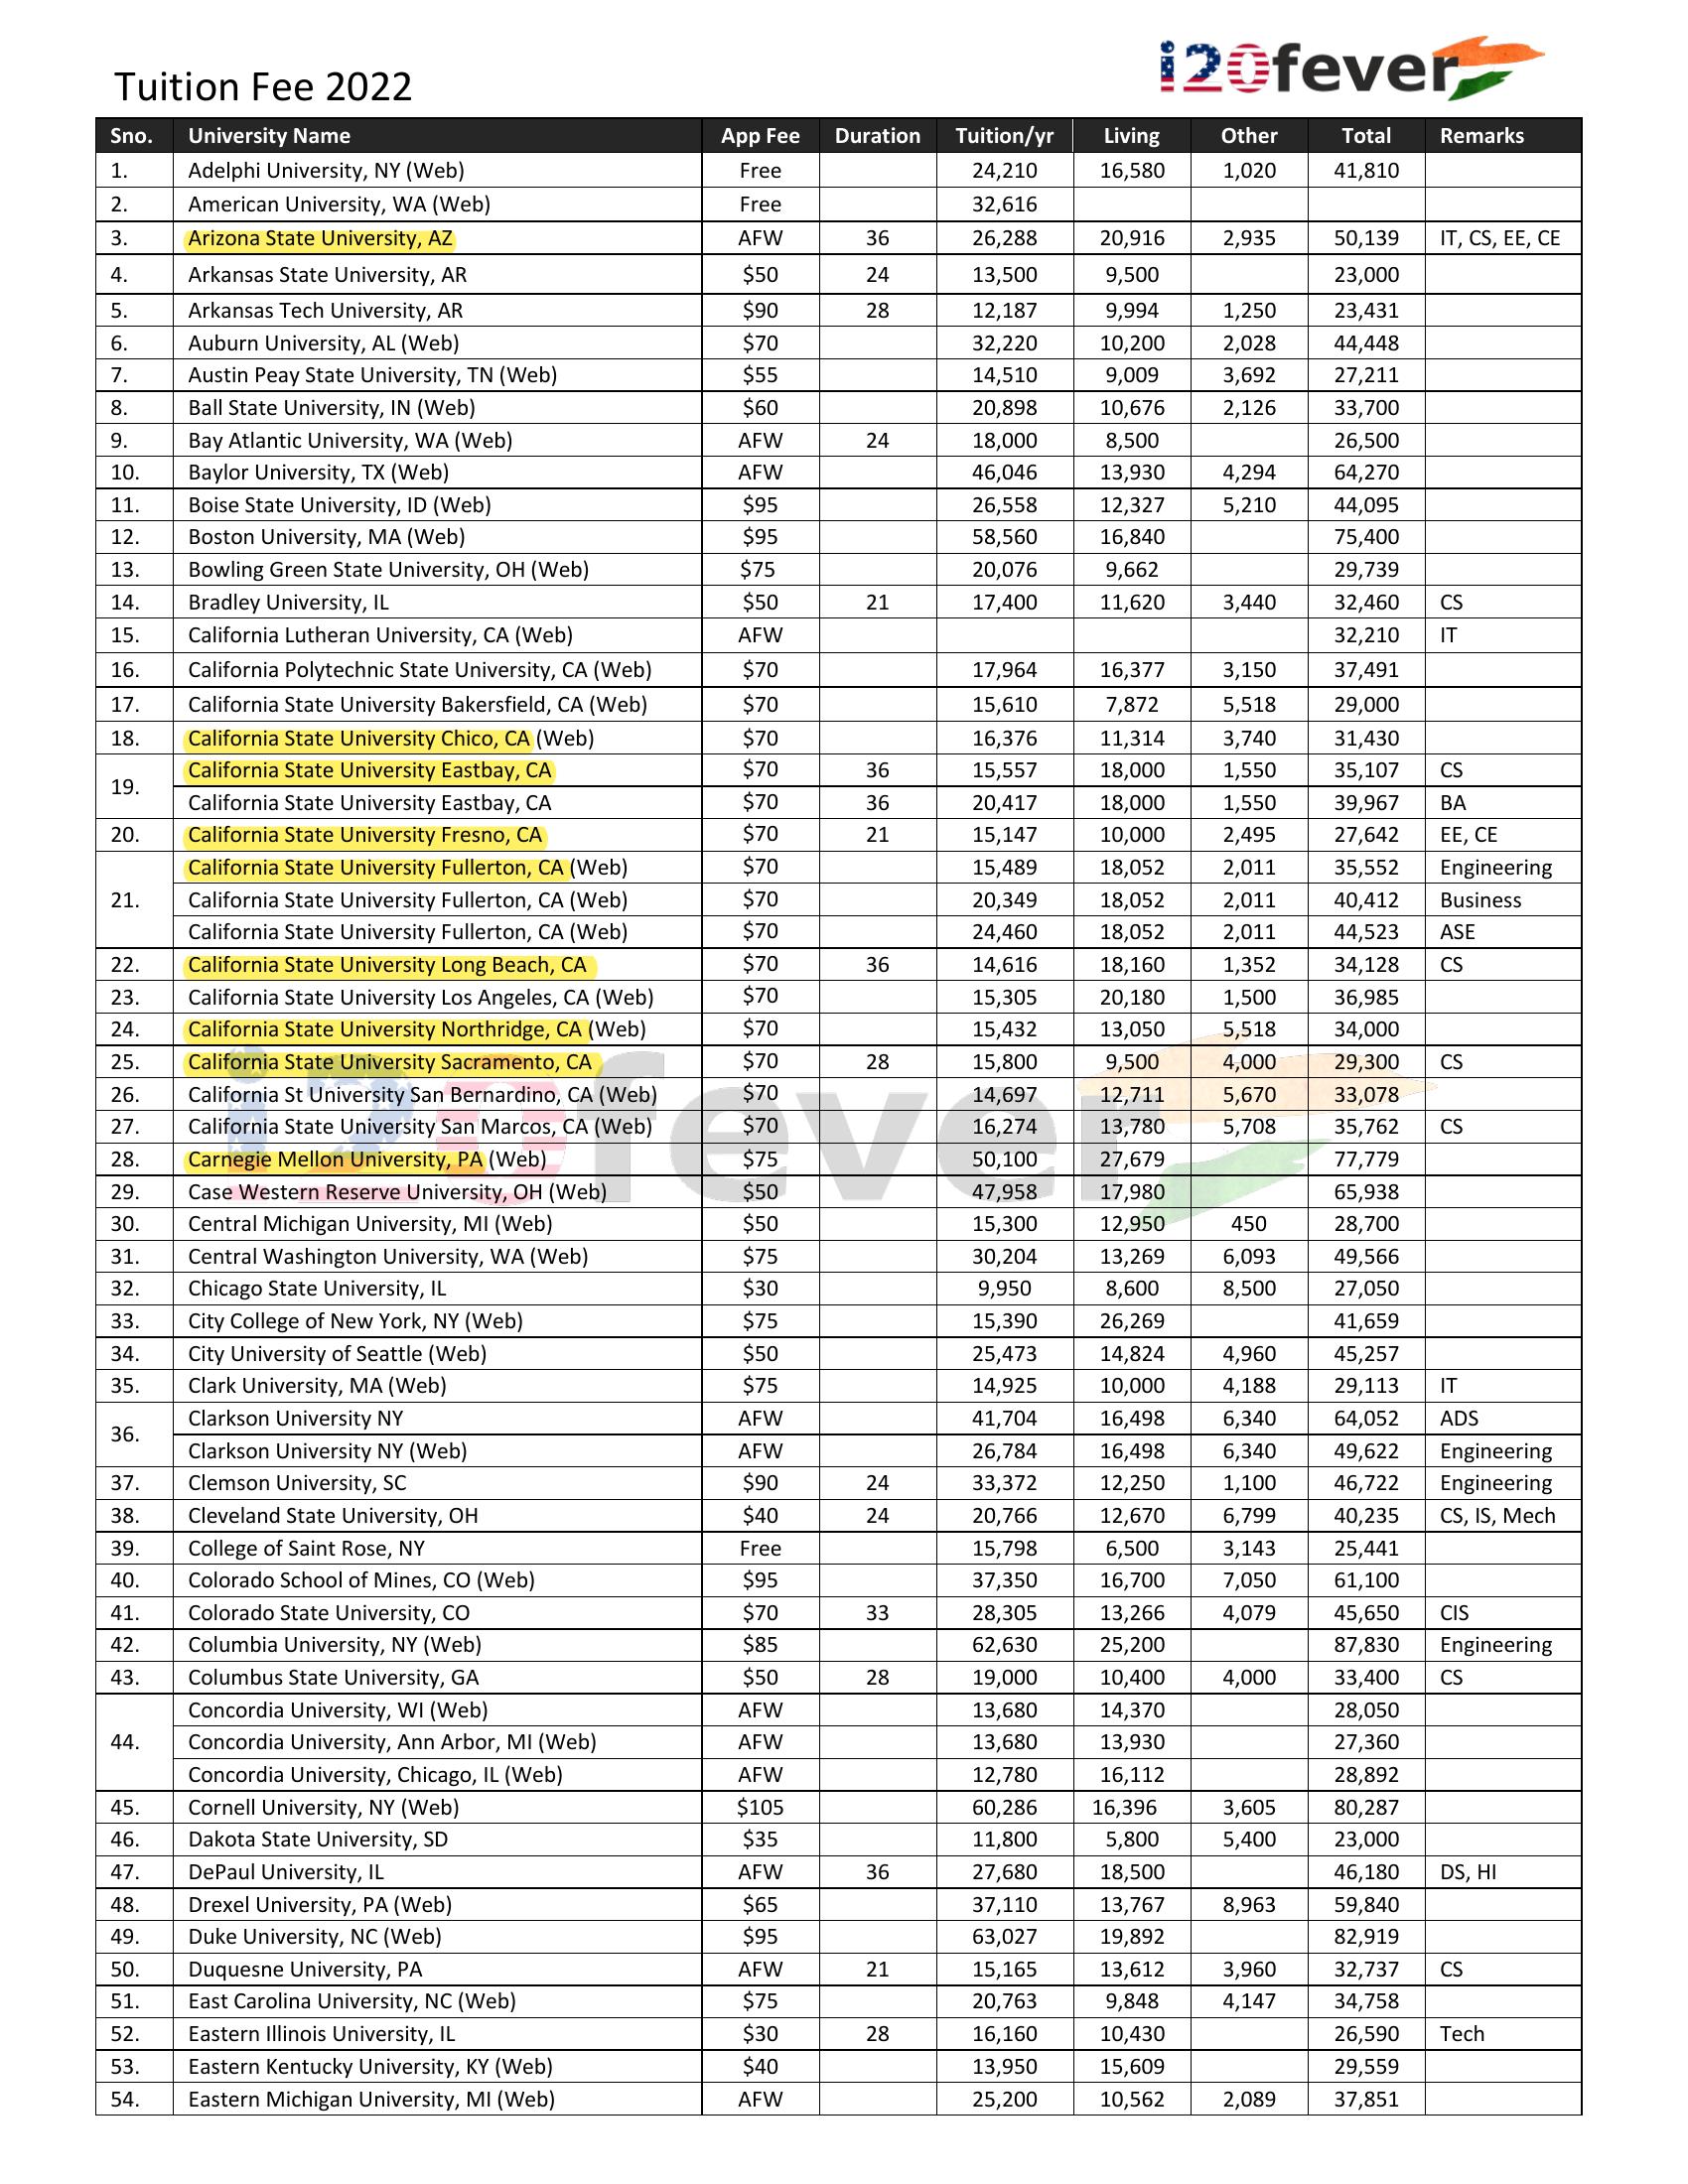 i20fever
Tuition Fee 2022
Sno. University Name App Fee Duration Tuition/yr Living Other Total Remarks
1. Adelphi University, NY (Web) Free 24,210 16,580 1,020 41,810
2. American University, WA (Web) Free 32,616
3. Arizona State University, AZ AFW 36 26,288 20,916 2,935 50,139 IT, CS, EE, CE
4. Arkansas State University, AR $50 24 13,500 9,500 23,000
5. Arkansas Tech University, AR $90 28 12,187 9,994 1,250 23,431
6. Auburn University, AL (Web) $70 32,220 10,200 2,028 44,448
7. Austin Peay State University, TN (Web) $55 14,510 9,009 3,692 27,211
8. Ball State University, IN (Web) $60 20,898 10,676 2,126 33,700
9. Bay Atlantic University, WA (Web) AFW 24 18,000 8,500 26,500
10. Baylor University, TX (Web) AFW 46,046 13,930 4,294 64,270
11. Boise State University, ID (Web) $95 26,558 12,327 5,210 44,095
12. Boston University, MA (Web) $95 58,560 16,840 75,400
13. Bowling Green State University, OH (Web) $75 20,076 9,662 29,739
14. Bradley University, IL $50 21 17,400 11,620 3,440 32,460 CS
15. California Lutheran University, CA (Web) AFW 32,210 IT
16. California Polytechnic State University, CA (Web) $70 17,964 16,377 3,150 37,491
17. California State University Bakersfield, CA (Web) $70 15,610 7,872 5,518 29,000
18. California State University Chico, CA (Web) $70 16,376 11,314 3,740 31,430
19. California State University Eastbay, CA $70 36 15,557 18,000 1,550 35,107 CS
California State University Eastbay, CA $70 36 20,417 18,000 1,550 39,967 BA
20. California State University Fresno, CA $70 21 15,147 10,000 2,495 27,642 EE, CE
21. California State University Fullerton, CA (Web) $70 15,489 18,052 2,011 35,552 Engineering
California State University Fullerton, CA (Web) $70 20,349 18,052 2,011 40,412 Business
California State University Fullerton, CA (Web) $70 24,460 18,052 2,011 44,523 ASE
22. California State University Long Beach, CA $70 36 14,616 18,160 1,352 34,128 CS
23. California State University Los Angeles, CA (Web) $70 15,305 20,180 1,500 36,985
24. California State University Northridge, CA (Web) $70 15,432 13,050 5,518 34,000
25. California State University Sacramento, CA $70 28 15,800 9,500 4,000 29,300 CS
26. California St University San Bernardino, CA (Web) $70 14,697 12,711 5,670 33,078
27. California State University San Marcos, CA (Web) $70 16,274 13,780 5,708 35,762 CS
28. Carnegie Mellon University, PA (Web) $75 50,100 27,679 77,779
29. Case Western Reserve University, OH (Web) $50 47,958 17,980 65,938
30. Central Michigan University, MI (Web) $50 15,300 12,950 450 28,700
31. Central Washington University, WA (Web) $75 30,204 13,269 6,093 49,566
32. Chicago State University, IL $30 9,950 8,600 8,500 27,050
33. City College of New York, NY (Web) $75 15,390 26,269 41,659
34. City University of Seattle (Web) $50 25,473 14,824 4,960 45,257
35. Clark University, MA (Web) $75 14,925 10,000 4,188 29,113 IT
36. Clarkson University NY AFW 41,704 16,498 6,340 64,052 ADS
Clarkson University NY (Web) AFW 26,784 16,498 6,340 49,622 Engineering
37. Clemson University, SC $90 24 33,372 12,250 1,100 46,722 Engineering
38. Cleveland State University, OH $40 24 20,766 12,670 6,799 40,235 CS, IS, Mech
39. College of Saint Rose, NY Free 15,798 6,500 3,143 25,441
40. Colorado School of Mines, CO (Web) $95 37,350 16,700 7,050 61,100
41. Colorado State University, CO $70 33 28,305 13,266 4,079 45,650 CIS
42. Columbia University, NY (Web) $85 62,630 25,200 87,830 Engineering
43. Columbus State University, GA $50 28 19,000 10,400 4,000 33,400 CS
44. Concordia University, WI (Web) AFW 13,680 14,370 28,050
Concordia University, Ann Arbor, MI (Web) AFW 13,680 13,930 27,360
Concordia University, Chicago, IL (Web) AFW 12,780 16,112 28,892
45. Cornell University, NY (Web) $105 60,286 16,396 3,605 80,287
46. Dakota State University, SD $35 11,800 5,800 5,400 23,000
47. DePaul University, IL AFW 36 27,680 18,500 46,180 DS, HI
48. Drexel University, PA (Web) $65 37,110 13,767 8,963 59,840
49. Duke University, NC (Web) $95 63,027 19,892 82,919
50. Duquesne University, PA AFW 21 15,165 13,612 3,960 32,737 CS
51. East Carolina University, NC (Web) $75 20,763 9,848 4,147 34,758
52. Eastern Illinois University, IL $30 28 16,160 10,430 26,590 Tech
53. Eastern Kentucky University, KY (Web) $40 13,950 15,609 29,559
54. Eastern Michigan University, MI (Web) AFW 25,200 10,562 2,089 37,851
i20fever